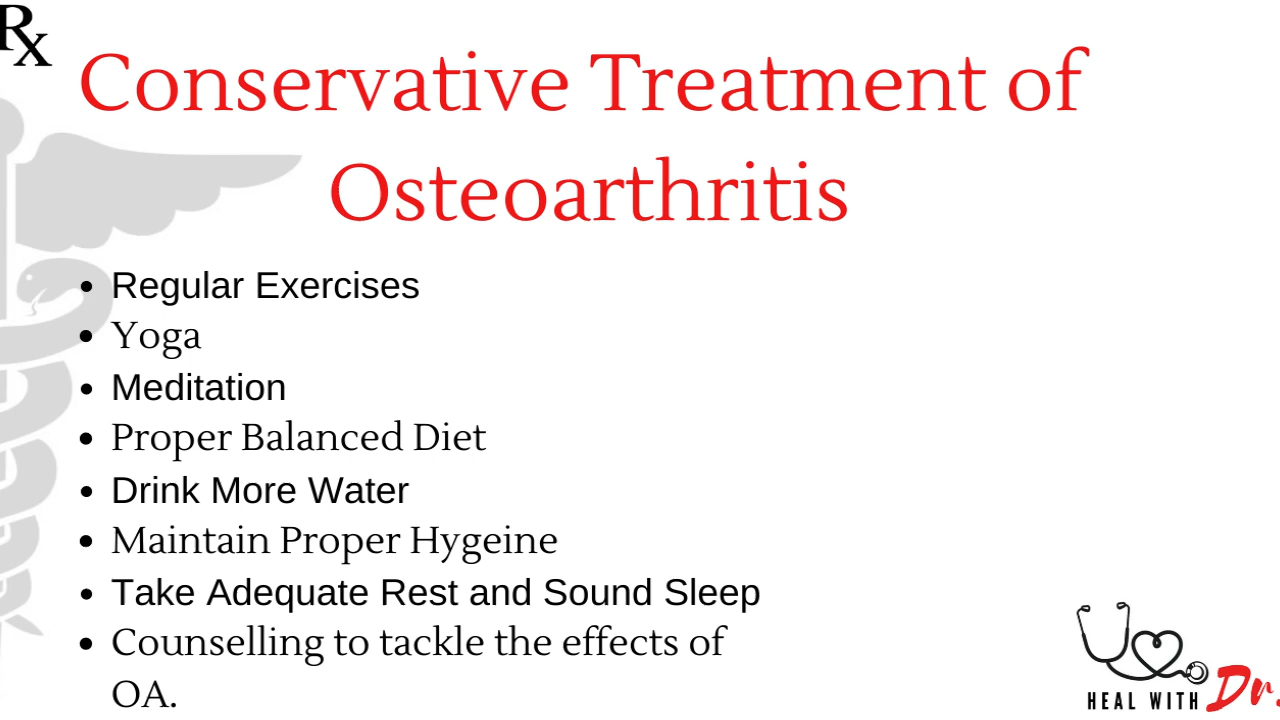 Rx
Conservative Treatment of
Osteoarthritis
• Regular Exercises
• Yoga
• Meditation
• Proper Balanced Diet
• Drink More Water
• Maintain Proper Hygeine
• Take Adequate Rest and Sound Sleep
• Counselling to tackle the effects of
OA.
HEAL WITH Dr.